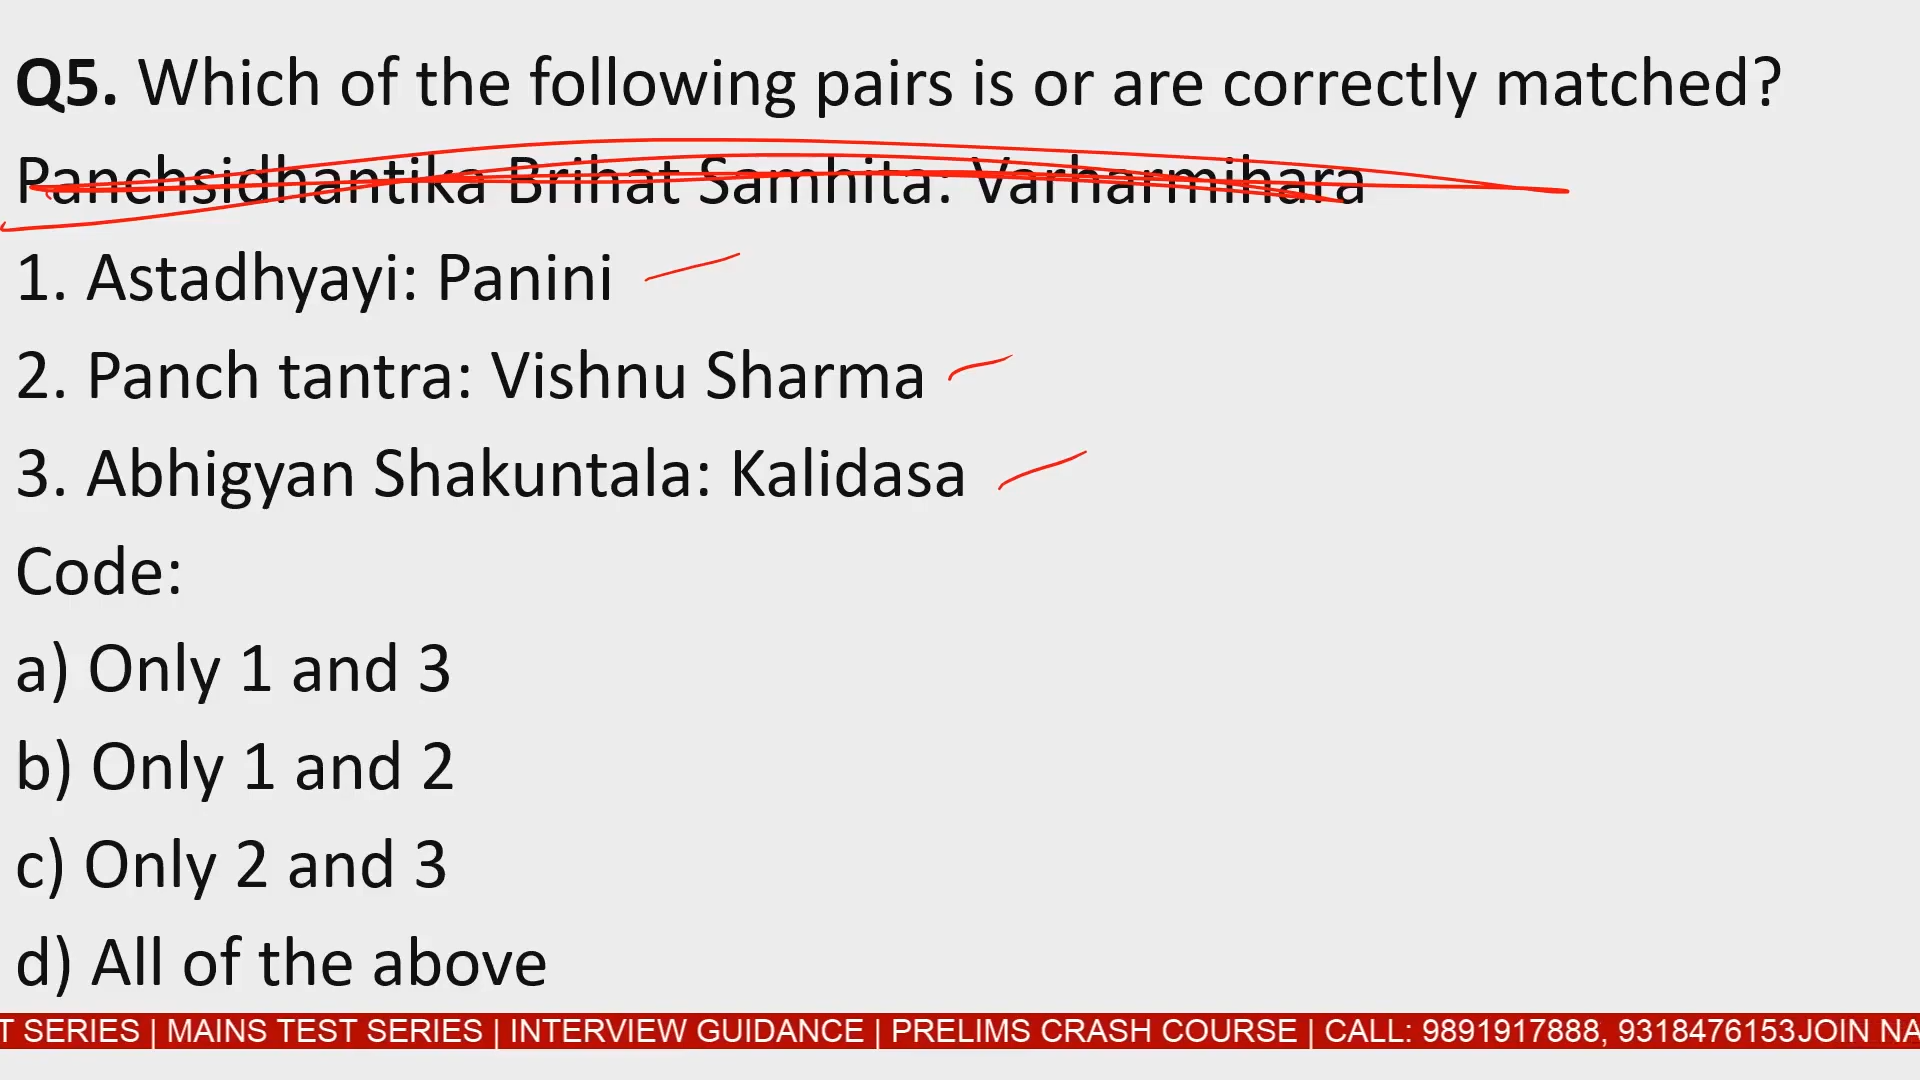 Q5. Which of the following pairs is or are correctly matched?
Panchsidhantika Brihat Samhita: Varharmihara
1. Astadhyayi: Panini
2. Panch tantra: Vishnu Sharma
3. Abhigyan Shakuntala: Kalidasa
Code:
a) Only 1 and 3
b) Only 1 and 2
c) Only 2 and 3
d) All of the above
T SERIES | MAINS TEST SERIES | INTERVIEW GUIDANCE | PRELIMS CRASH COURSE | CALL: 9891917888, 9318476153JOIN NA